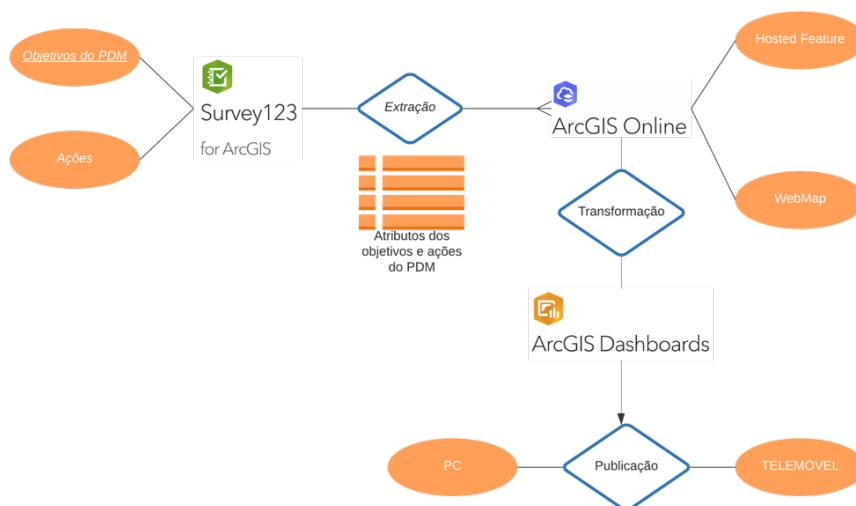 Objetivos do PDM
Hosted Feature
Survey123
for ArcGIS
Extração
ArcGIS Online
Ações
Atributos dos
objetivos e ações
do PDM
Transformação
WebMap
ArcGIS Dashboards
PC
Publicação
TELEMÓVEL